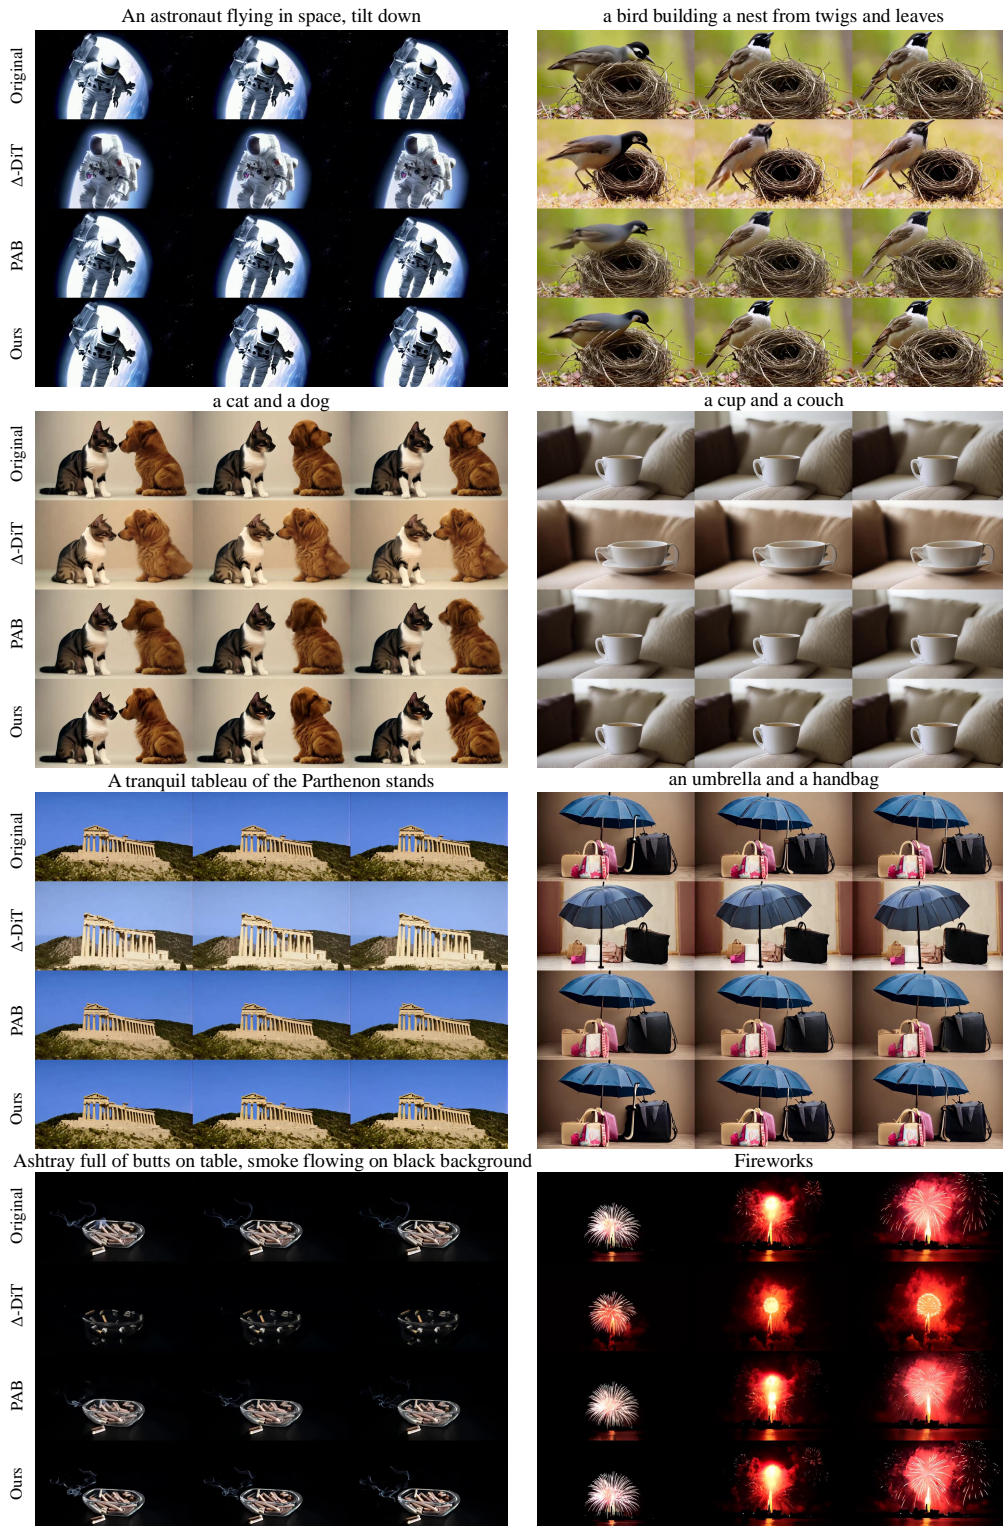 An astronaut flying in space, tilt down
a bird building a nest from twigs and leaves
Original
Δ-DiT
PAB
Ours
a cat and a dog
a cup and a couch
Original
Δ-DiT
PAB
Ours
A tranquil tableau of the Parthenon stands
an umbrella and a handbag
Original
Δ-DiT
PAB
Ours
Ashtray full of butts on table, smoke flowing on black background
Fireworks
Original
Δ-DiT
PAB
Ours